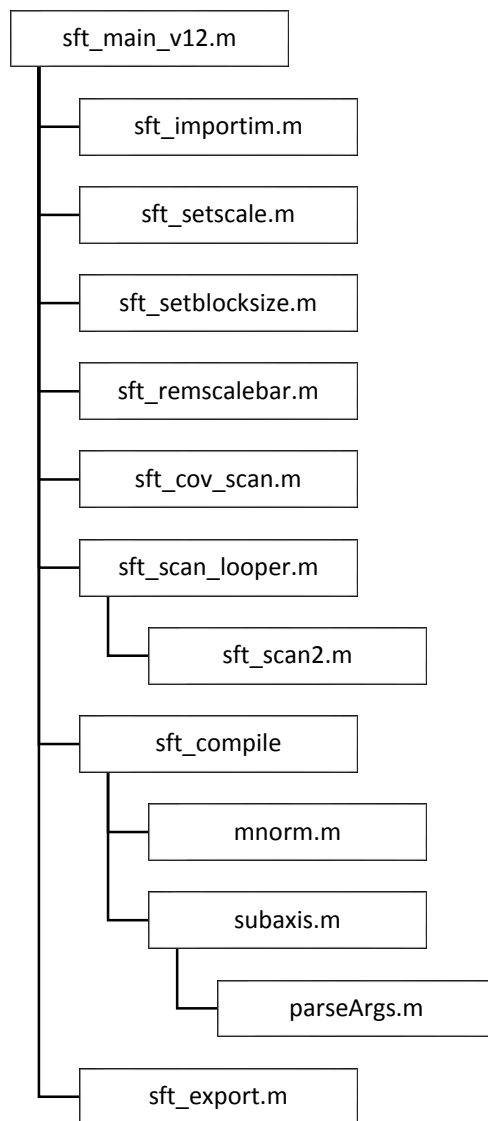 sft_main_v12.m
sft_importim.m
sft_setscale.m
sft_setblocksize.m
sft_remscalebar.m
sft_cov_scan.m
sft_scan_looper.m
sft_scan2.m
sft_compile
mnorm.m
subaxis.m
parseArgs.m
sft_export.m